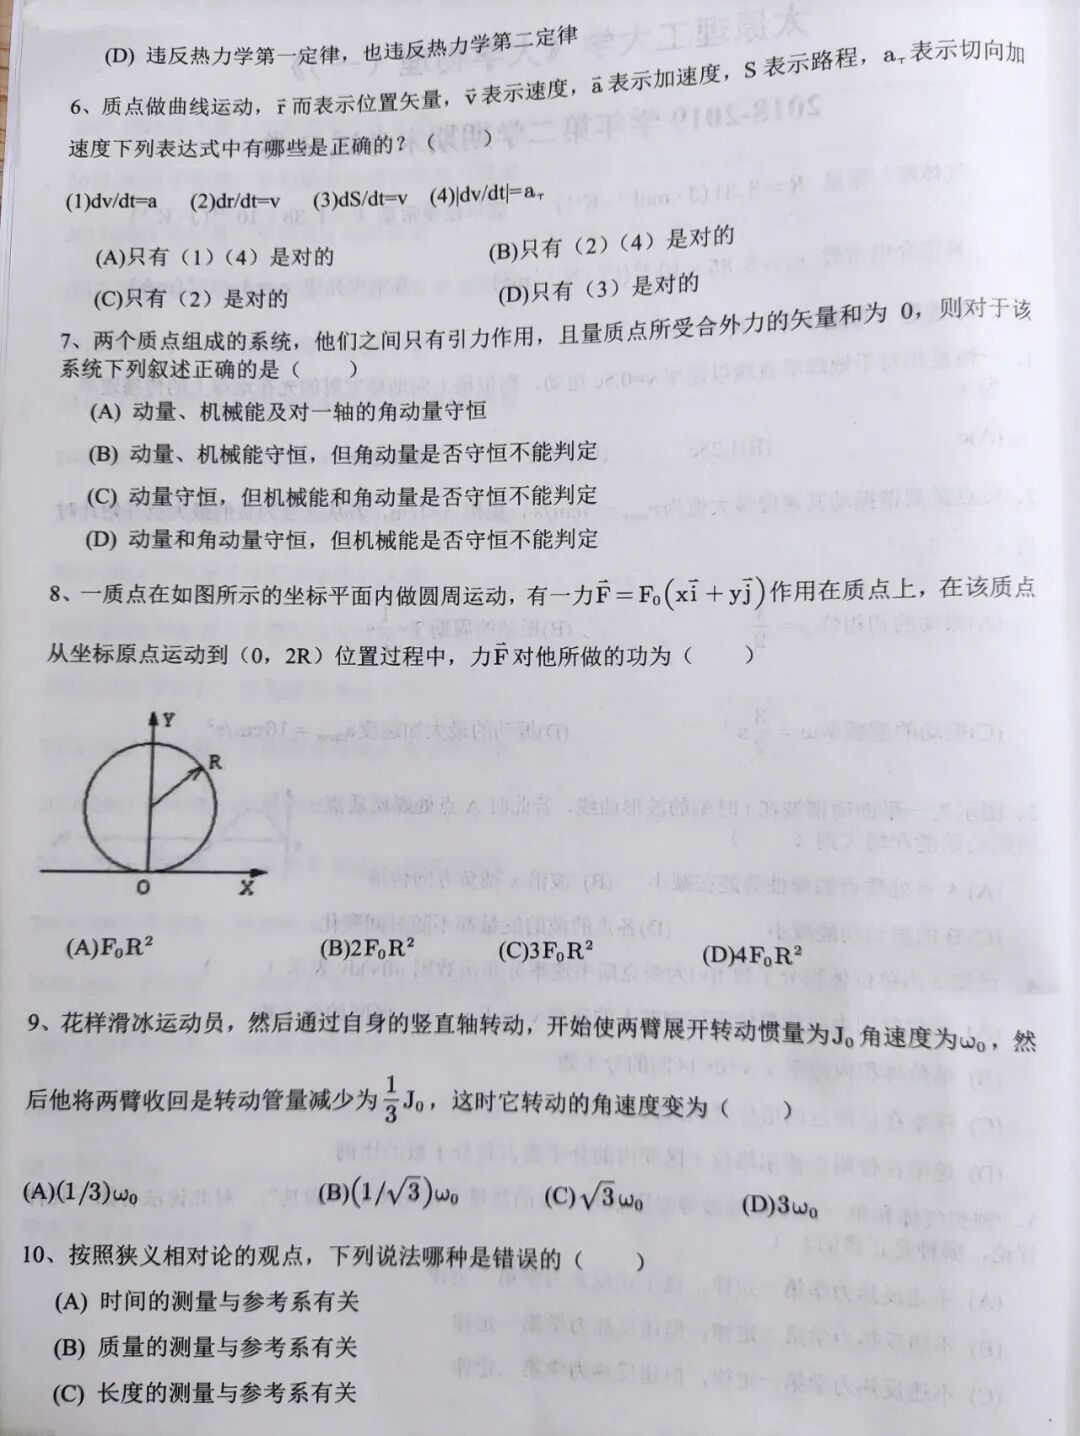 (D) 违反热力学第一定律，也违反热力学第二定律
6、质点做曲线运动，r⃗而表示位置矢量，v⃗表示速度，a⃗表示加速度，S 表示路程，aτ表示切向加
速度下列表达式中有哪些是正确的？（　　）
(1)dv/dt=a (2)dr/dt=v (3)dS/dt=v (4)|dv/dt|=aτ
(A)只有（1）（4）是对的 (B)只有（2）（4）是对的
(C)只有（2）是对的 (D)只有（3）是对的
7、两个质点组成的系统，他们之间只有引力作用，且量质点所受合外力的矢量和为 0，则对于该
系统下列叙述正确的是（　　）
(A) 动量、机械能及对一轴的角动量守恒
(B) 动量、机械能守恒，但角动量是否守恒不能判定
(C) 动量守恒，但机械能和角动量是否守恒不能判定
(D) 动量和角动量守恒，但机械能是否守恒不能判定
8、一质点在如图所示的坐标平面内做圆周运动，有一力F⃗=F₀(xi⃗+yj⃗)作用在质点上，在该质点
从坐标原点运动到（0，2R）位置过程中，力F⃗对他所做的功为（　　）
Y
R
O X
(A)F₀R² (B)2F₀R² (C)3F₀R² (D)4F₀R²
9、花样滑冰运动员，然后通过自身的竖直轴转动，开始使两臂展开转动惯量为J₀角速度为ω₀，然
后他将两臂收回是转动管量减少为1/3J₀，这时它转动的角速度变为（　　）
(A)(1/3)ω₀ (B)(1/√3)ω₀ (C)√3ω₀ (D)3ω₀
10、按照狭义相对论的观点，下列说法哪种是错误的（　　）
(A) 时间的测量与参考系有关
(B) 质量的测量与参考系有关
(C) 长度的测量与参考系有关